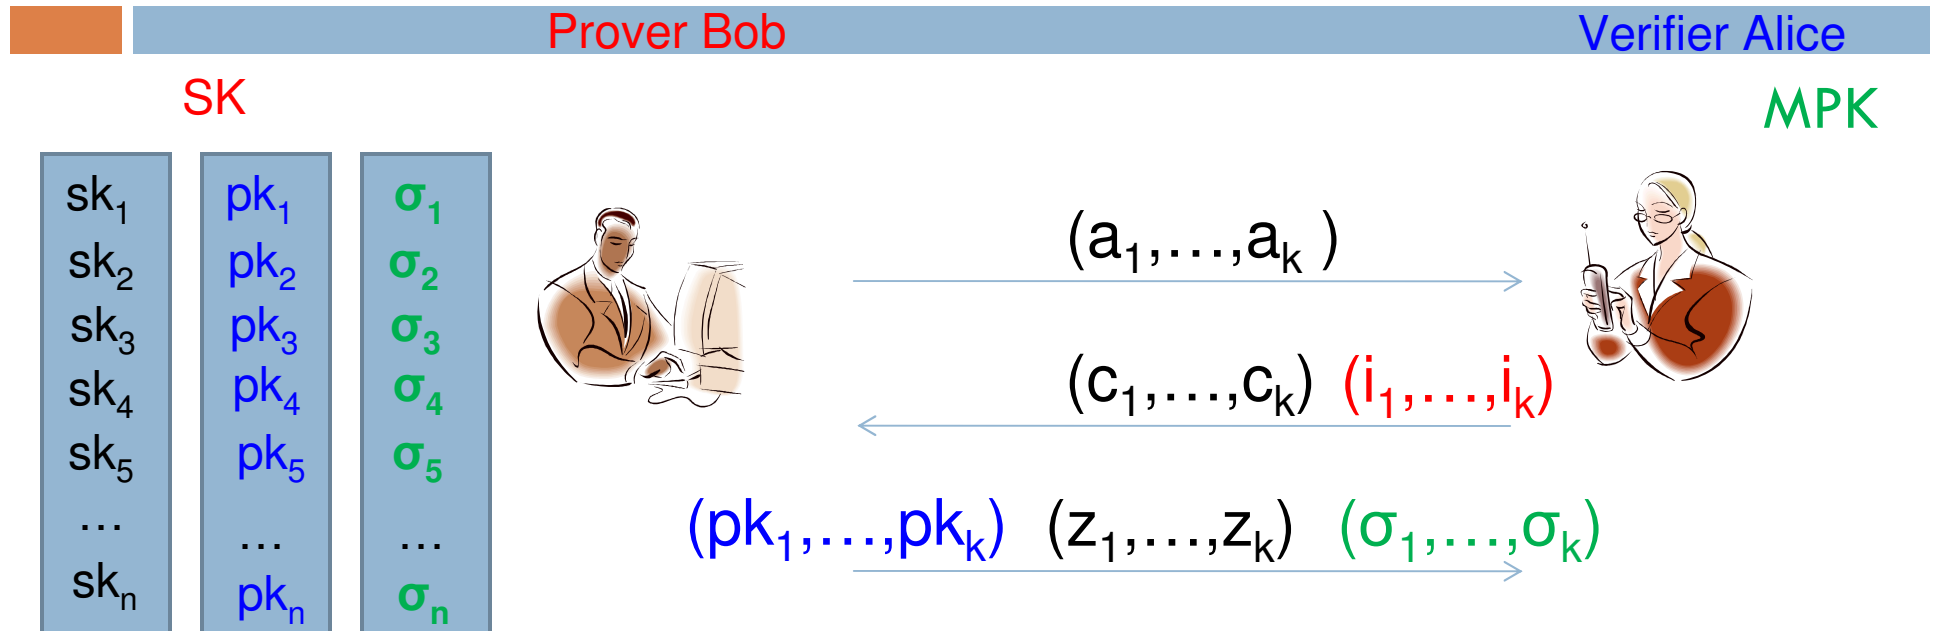 Prover Bob Verifier Alice
SK MPK
sk₁ pk₁ σ₁
sk₂ pk₂ σ₂
sk₃ pk₃ σ₃
sk₄ pk₄ σ₄
sk₅ pk₅ σ₅
... ... ...
skₙ pkₙ σₙ
(a₁,...,aₖ )
(c₁,...,cₖ) (i₁,...,iₖ)
(pk₁,...,pkₖ) (z₁,...,zₖ) (σ₁,...,σₖ)